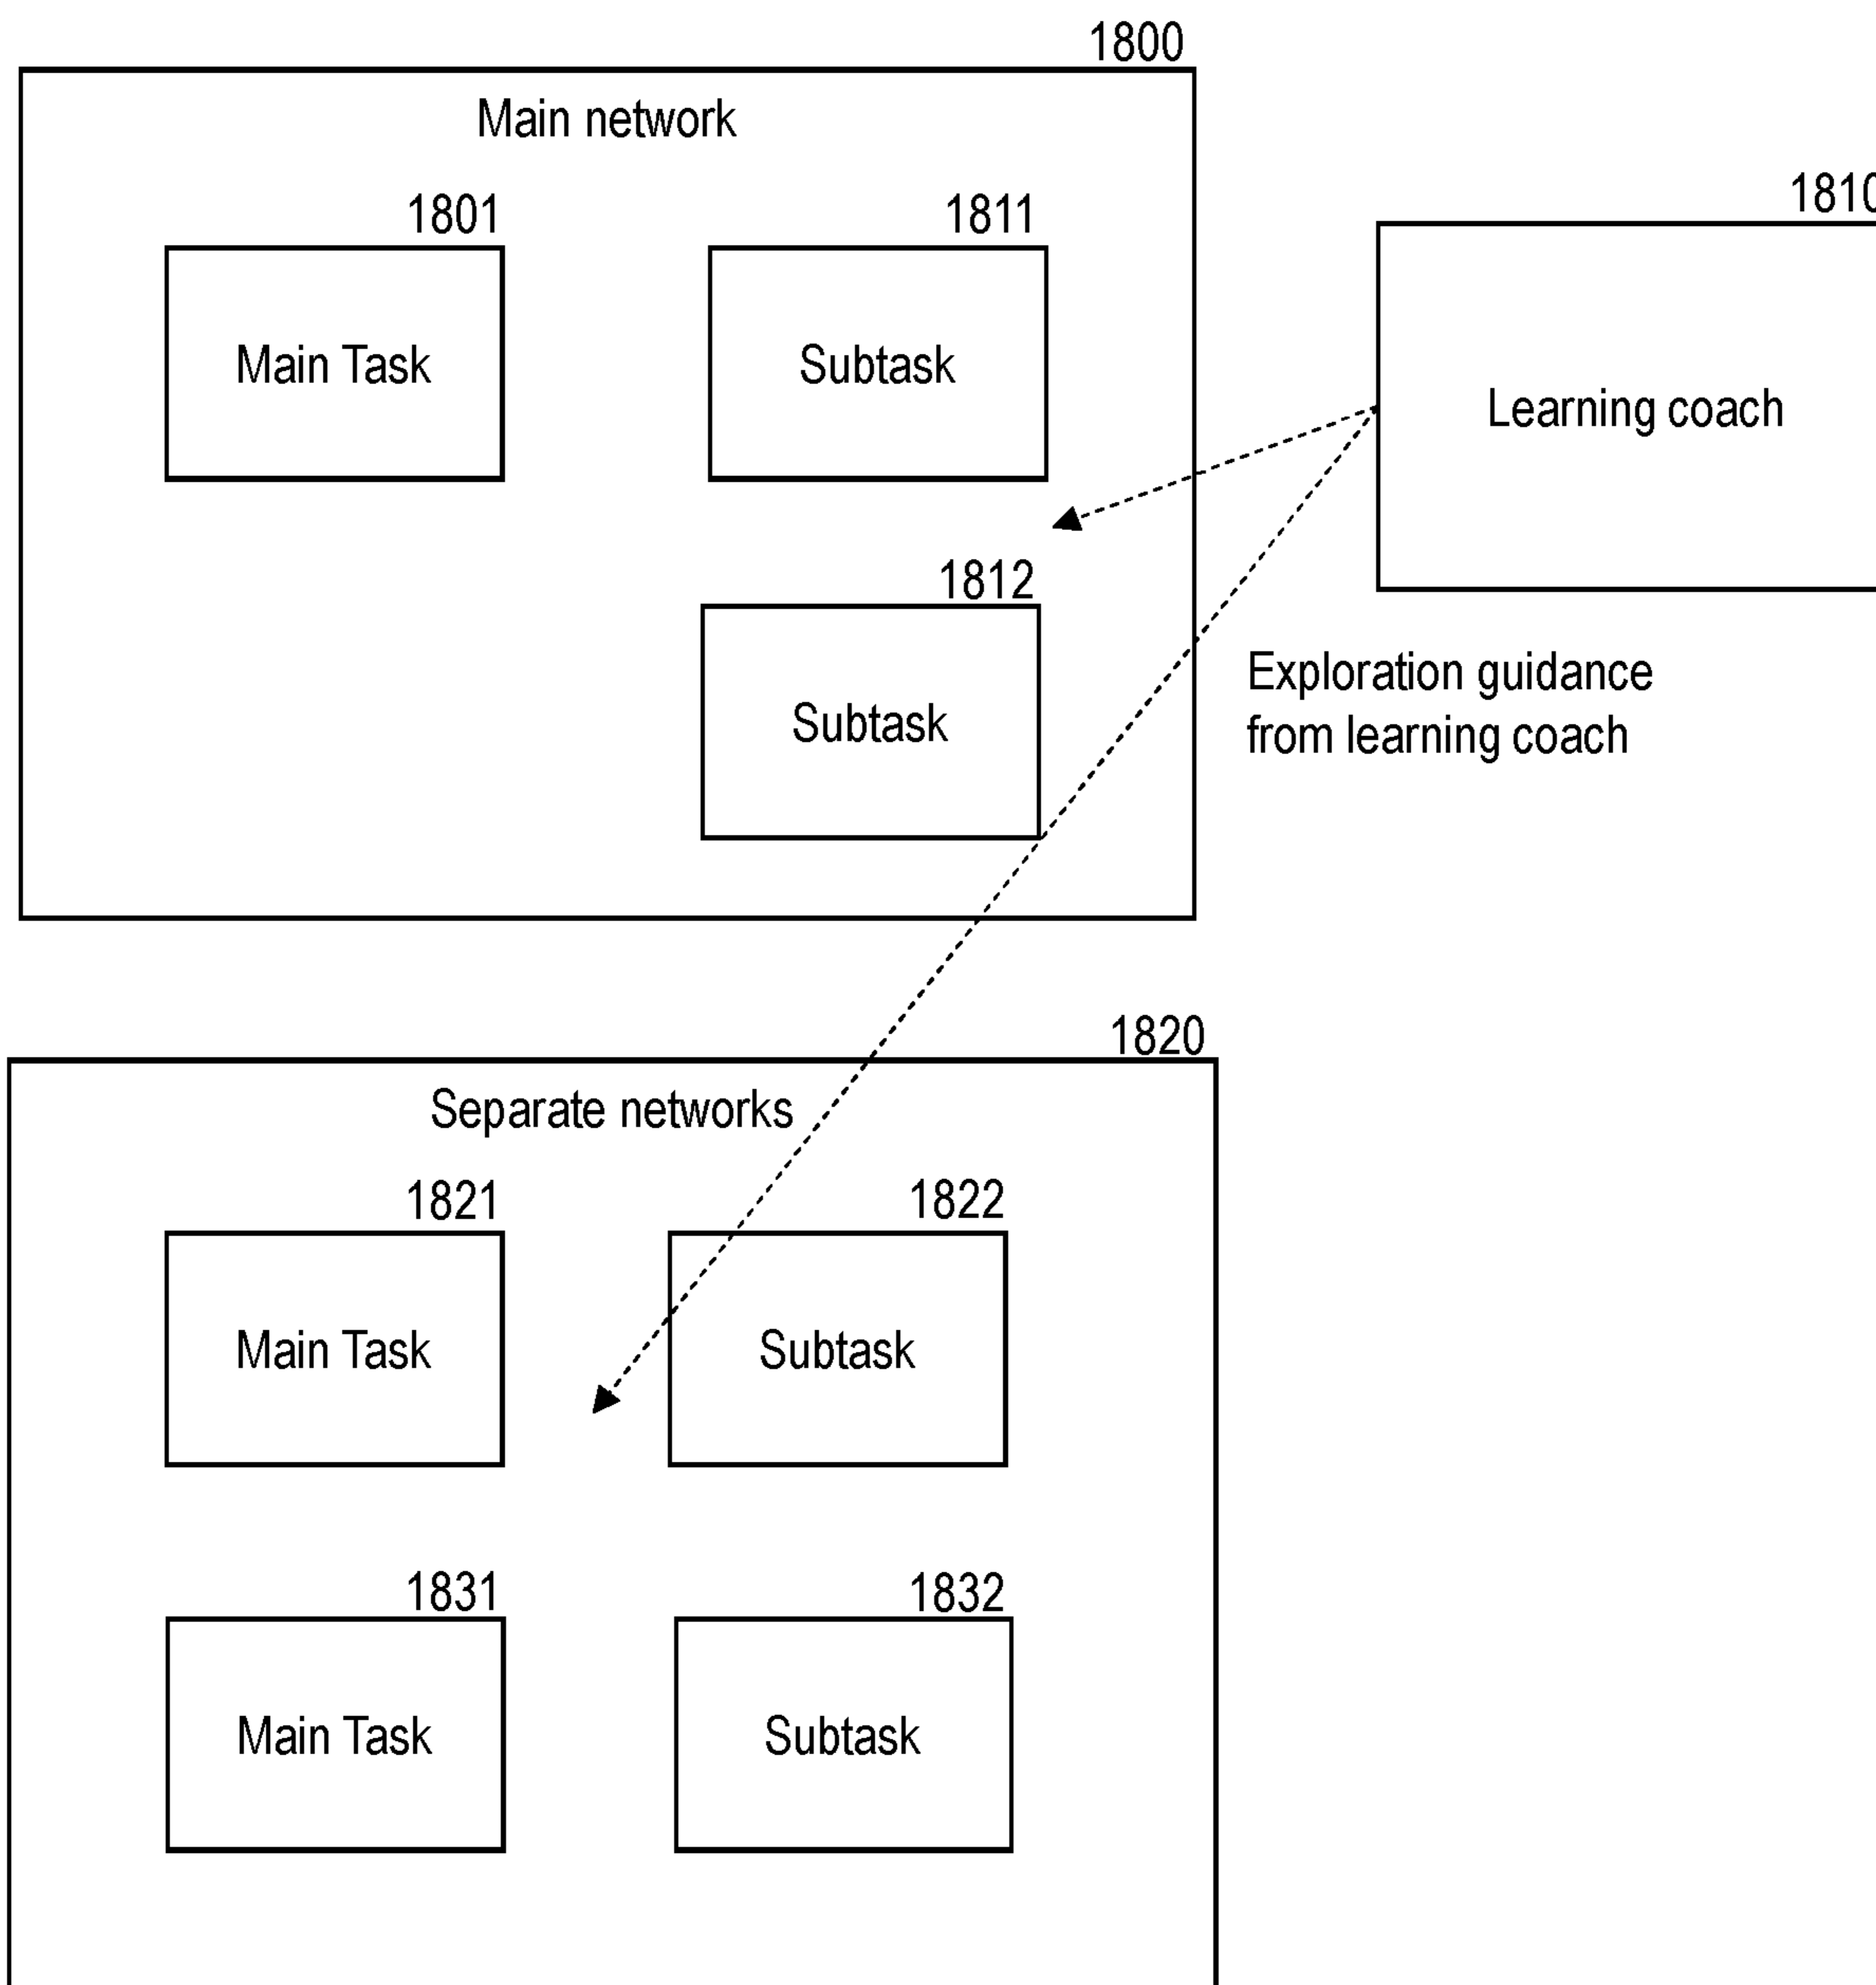 1800
Main network
1801
1811
Main Task
Subtask
1812
Subtask
1810
Learning coach
Exploration guidance
from learning coach
1820
Separate networks
1821
1822
Main Task
Subtask
1831
1832
Main Task
Subtask